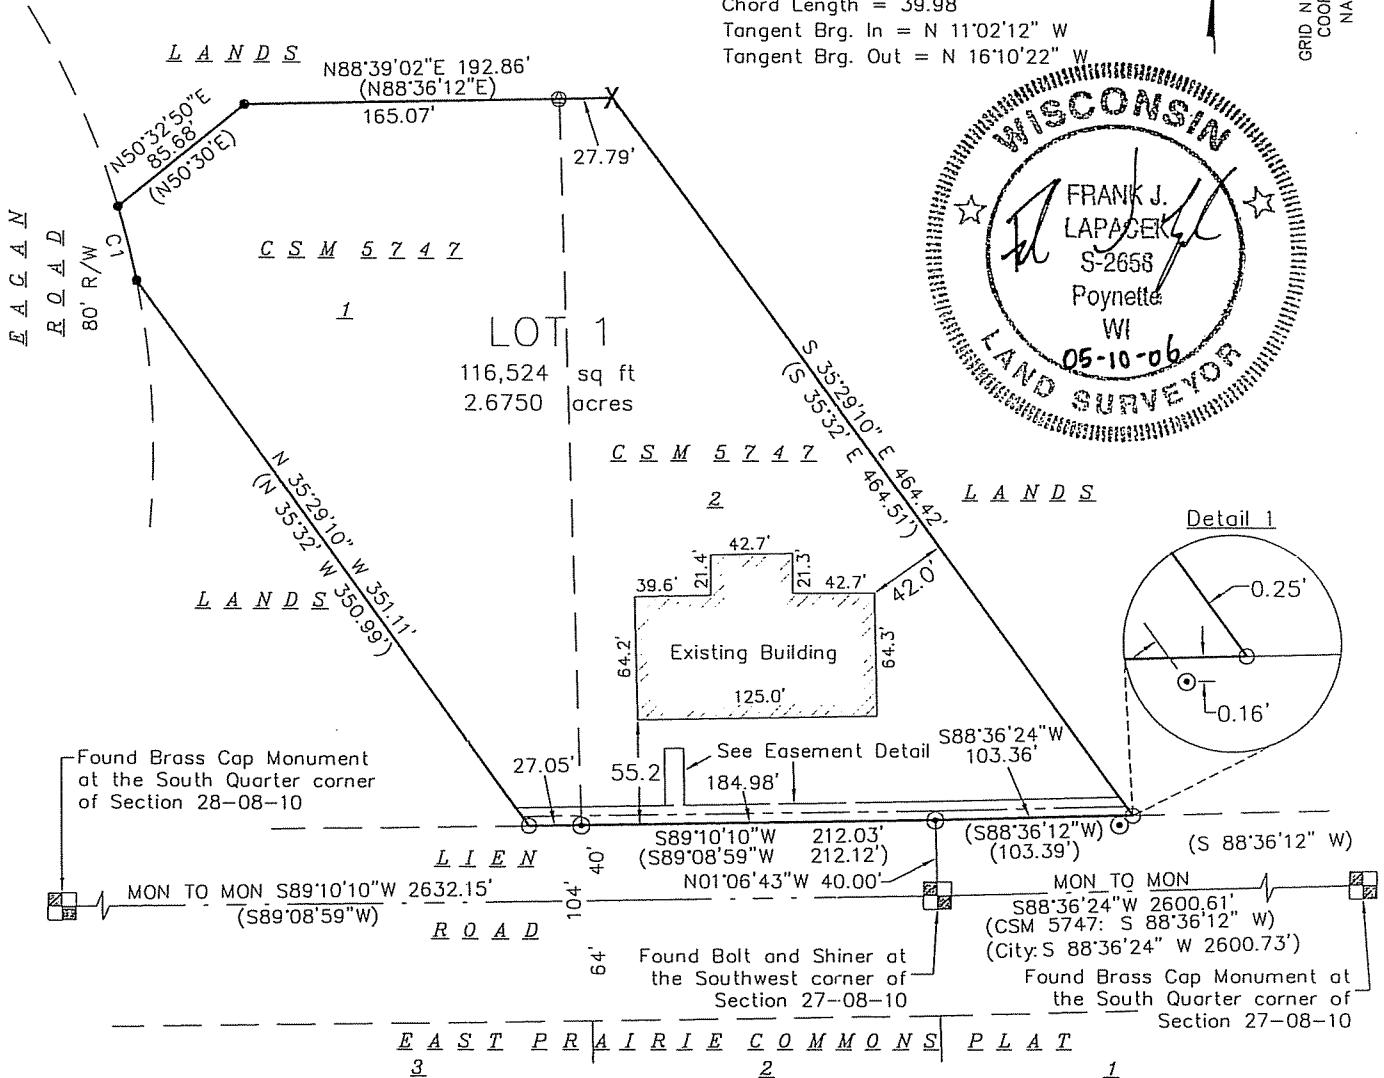 Chord Length = 39.98
Tangent Brg. In = N 11°02'12" W
Tangent Brg. Out = N 16°10'22" W
GRID N
COOR
NA
LANDS
N88°39'02"E 192.86'
(N88°36'12"E)
165.07'
27.79'
X
N50°32'50"E
85.68'
(N50°30'E)
EAGAN
ROAD
80' R/W
C1
CSM 5747
1
LOT 1
116,524 sq ft
2.6750 acres
WISCONSIN
FRANK J.
LAPACEK
S-2658
Poynette
WI
05-10-06
LAND SURVEYOR
S 35°29'10" E 464.42'
(S 35°32' E 464.51')
CSM 5747
2
LANDS
N 35°29'10" W 351.11'
(N 35°32' W 350.99')
LANDS
42.7'
21.4'
21.3'
39.6'
42.7'
42.0'
64.2'
Existing Building
64.3'
125.0'
Detail 1
0.25'
0.16'
Found Brass Cap Monument
at the South Quarter corner
of Section 28-08-10
27.05'
55.2
See Easement Detail
184.98'
S88°36'24"W
103.36'
S89°10'10"W 212.03'
(S89°08'59"W 212.12')
(S88°36'12"W)
(103.39')
(S 88°36'12" W)
LIEN
ROAD
40'
104'
64'
N01°06'43"W 40.00'
MON TO MON S89°10'10"W 2632.15'
(S89°08'59"W)
MON TO MON
S88°36'24"W 2600.61'
(CSM 5747: S 88°36'12" W)
(City: S 88°36'24" W 2600.73')
Found Bolt and Shiner at
the Southwest corner of
Section 27-08-10
Found Brass Cap Monument at
the South Quarter corner of
Section 27-08-10
EAST PRAIRIE COMMONS PLAT
3
2
1